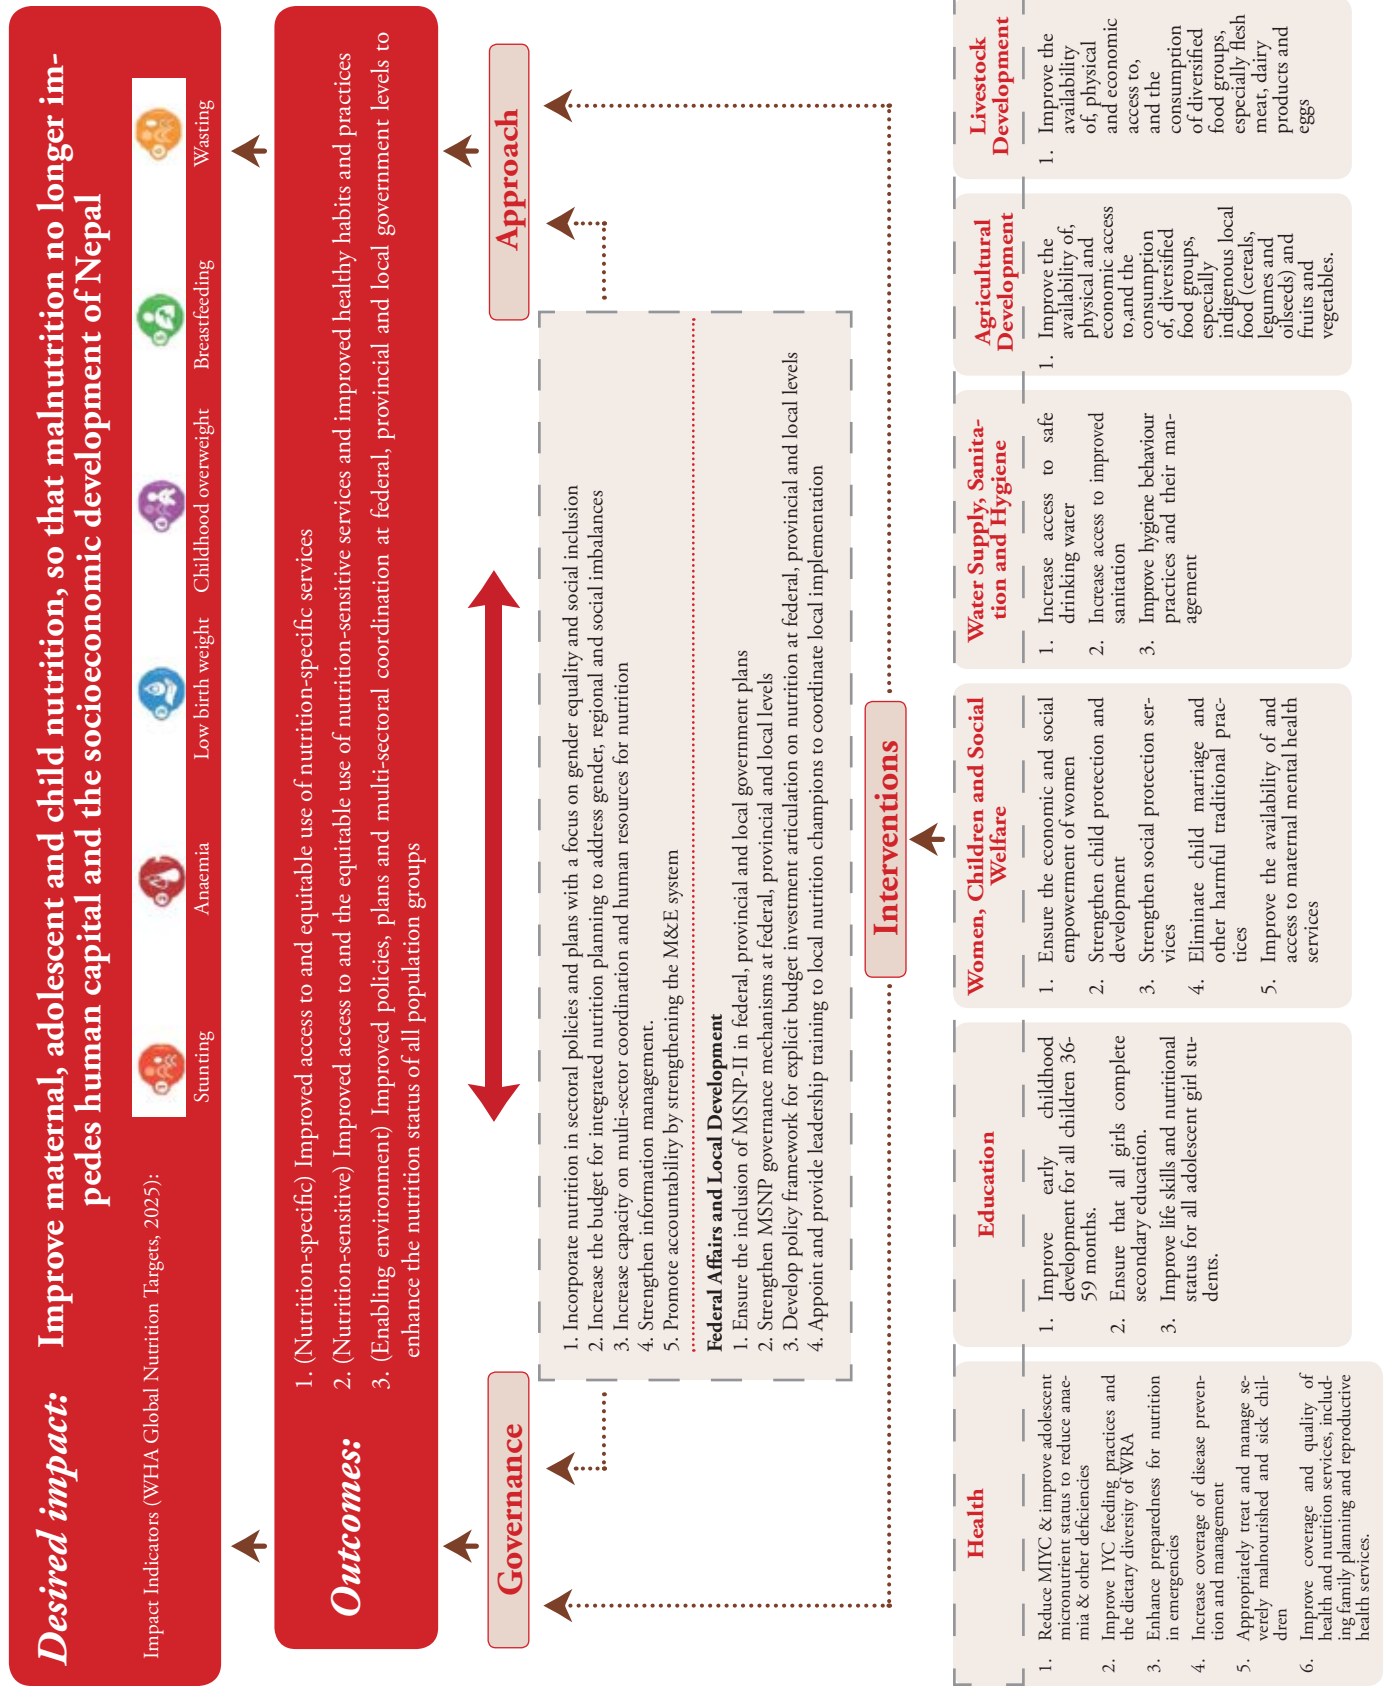 Desired impact: Improve maternal, adolescent and child nutrition, so that malnutrition no longer im-
pedes human capital and the socioeconomic development of Nepal
Impact Indicators (WHA Global Nutrition Targets, 2025):
Stunting
Anaemia
Low birth weight
Childhood overweight
Breastfeeding
Wasting
Outcomes:
1. (Nutrition-specific) Improved access to and equitable use of nutrition-specific services
2. (Nutrition-sensitive) Improved access to and the equitable use of nutrition-sensitive services and improved healthy habits and practices
3. (Enabling environment) Improved policies, plans and multi-sectoral coordination at federal, provincial and local government levels to
enhance the nutrition status of all population groups
Governance
Approach
1. Incorporate nutrition in sectoral policies and plans with a focus on gender equality and social inclusion
2. Increase the budget for integrated nutrition planning to address gender, regional and social imbalances
3. Increase capacity on multi-sector coordination and human resources for nutrition
4. Strengthen information management.
5. Promote accountability by strengthening the M&E system
Federal Affairs and Local Development
1. Ensure the inclusion of MSNP-II in federal, provincial and local government plans
2. Strengthen MSNP governance mechanisms at federal, provincial and local levels
3. Develop policy framework for explicit budget investment articulation on nutrition at federal, provincial and local levels
4. Appoint and provide leadership training to local nutrition champions to coordinate local implementation
Interventions
Health
1. Reduce MIYC & improve adolescent
micronutrient status to reduce anae-
mia & other deficiencies
2. Improve IYC feeding practices and
the dietary diversity of WRA
3. Enhance preparedness for nutrition
in emergencies
4. Increase coverage of disease preven-
tion and management
5. Appropriately treat and manage se-
verely malnourished and sick chil-
dren
6. Improve coverage and quality of
health and nutrition services, includ-
ing family planning and reproductive
health services.
Education
1. Improve early childhood
development for all children 36-
59 months.
2. Ensure that all girls complete
secondary education.
3. Improve life skills and nutritional
status for all adolescent girl stu-
dents.
Women, Children and Social
Welfare
1. Ensure the economic and social
empowerment of women
2. Strengthen child protection and
development
3. Strengthen social protection ser-
vices
4. Eliminate child marriage and
other harmful traditional prac-
tices
5. Improve the availability of and
access to maternal mental health
services
Water Supply, Sanita-
tion and Hygiene
1. Increase access to safe
drinking water
2. Increase access to improved
sanitation
3. Improve hygiene behaviour
practices and their man-
agement
Agricultural
Development
1. Improve the
availability of,
physical and
economic access
to,and the
consumption
of, diversified
food groups,
especially
indigenous local
food (cereals,
legumes and
oilseeds) and
fruits and
vegetables.
Livestock
Development
1. Improve the
availability
of, physical
and economic
access to,
and the
consumption
of diversified
food groups,
especially flesh
meat, dairy
products and
eggs